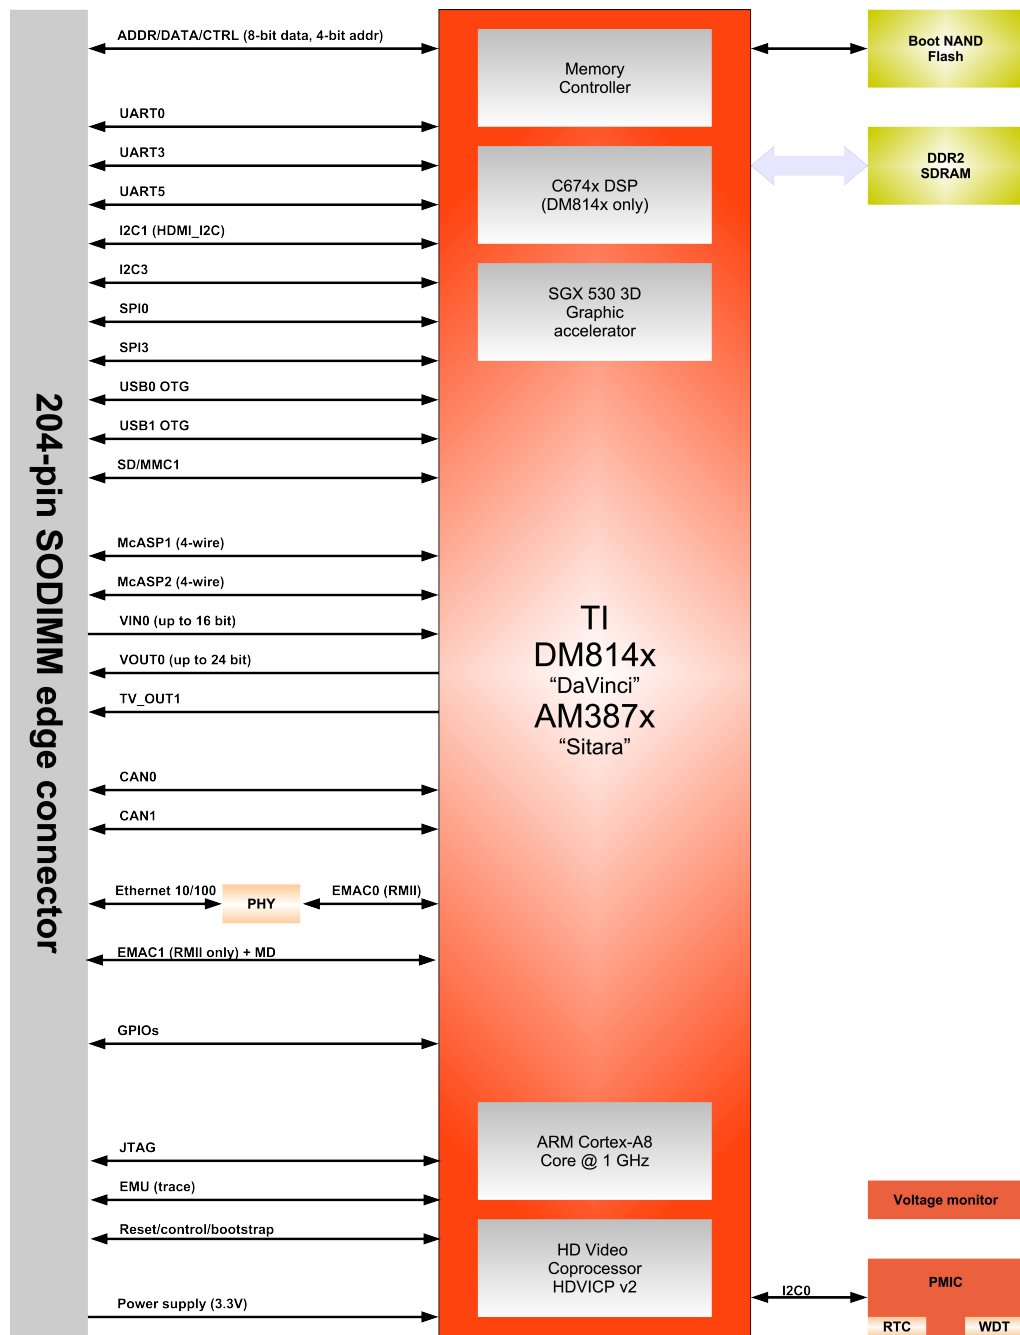 ADDR/DATA/CTRL (8-bit data, 4-bit addr)
UART0
UART3
UART5
I2C1 (HDMI_I2C)
I2C3
SPI0
SPI3
USB0 OTG
USB1 OTG
SD/MMC1
McASP1 (4-wire)
McASP2 (4-wire)
VIN0 (up to 16 bit)
VOUT0 (up to 24 bit)
TV_OUT1
CAN0
CAN1
Ethernet 10/100
PHY
EMAC0 (RMII)
EMAC1 (RMII only) + MD
GPIOs
JTAG
EMU (trace)
Reset/control/bootstrap
Power supply (3.3V)
204-pin SODIMM edge connector
Memory
Controller
C674x DSP
(DM814x only)
SGX 530 3D
Graphic
accelerator
TI
DM814x
“DaVinci”
AM387x
“Sitara”
ARM Cortex-A8
Core @ 1 GHz
HD Video
Coprocessor
HDVICP v2
Boot NAND
Flash
DDR2
SDRAM
Voltage monitor
I2C0
PMIC
RTC
WDT